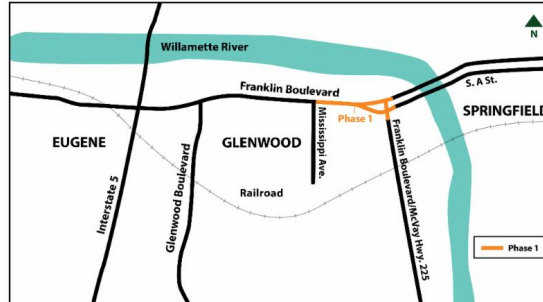 N
Willamette River
Franklin Boulevard
S. A St.
Phase 1
SPRINGFIELD
EUGENE
GLENWOOD
Mississippi Ave.
Railroad
Interstate 5
Glenwood Boulevard
Franklin Boulevard/McVay Hwy. 225
Phase 1